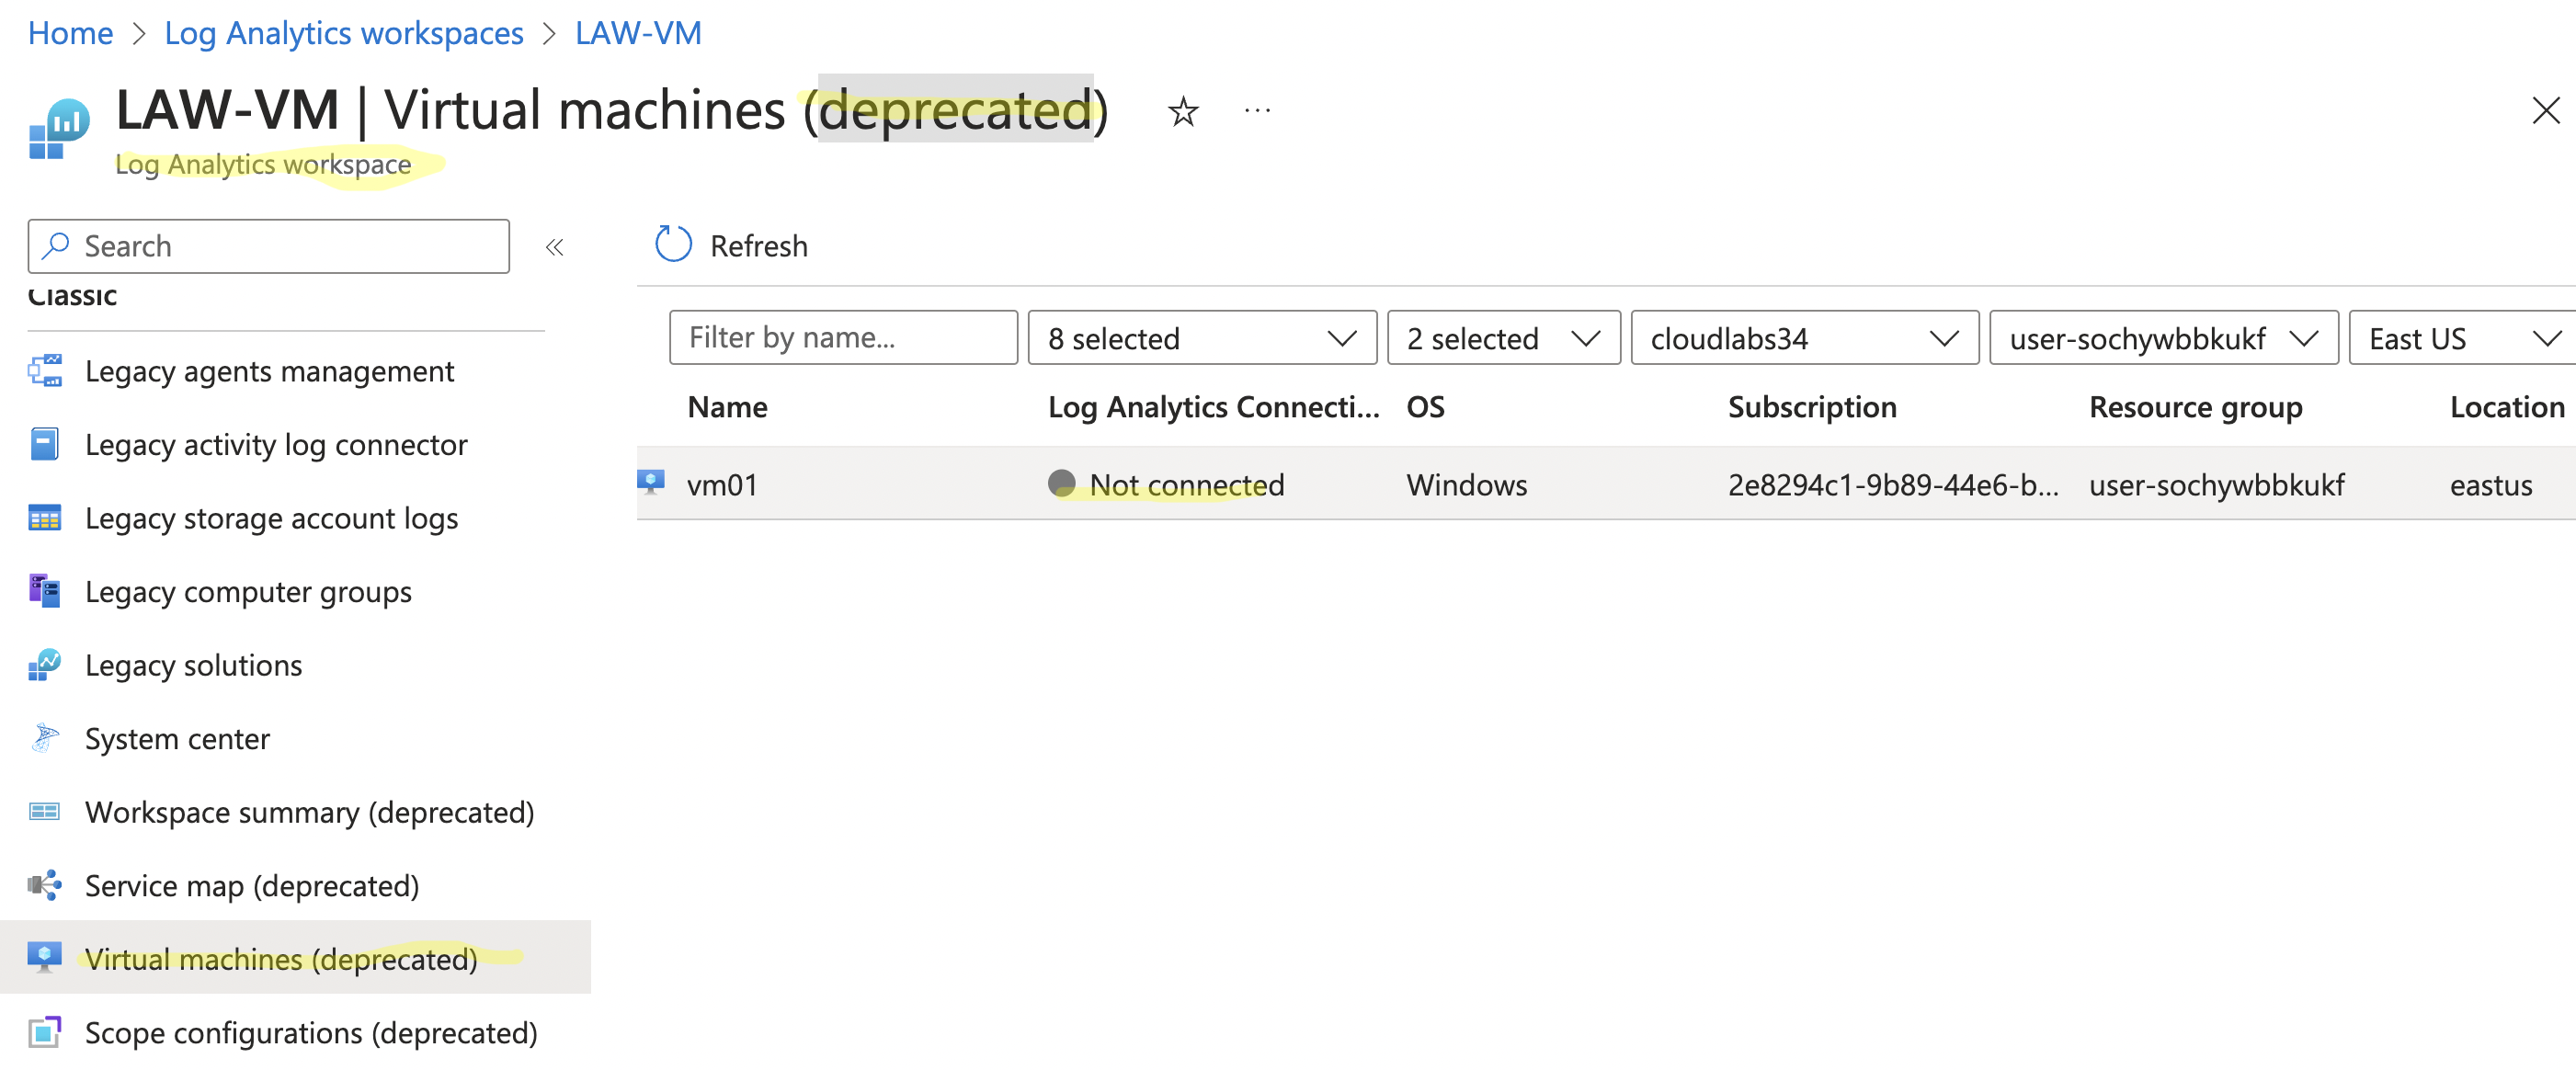 Home > Log Analytics workspaces > LAW-VM
LAW-VM | Virtual machines (deprecated)
Log Analytics workspace
Search
Classic
Legacy agents management
Legacy activity log connector
Legacy storage account logs
Legacy computer groups
Legacy solutions
System center
Workspace summary (deprecated)
Service map (deprecated)
Virtual machines (deprecated)
Scope configurations (deprecated)
Refresh
Filter by name... 8 selected 2 selected cloudlabs34 user-sochywbbkukf East US
Name Log Analytics Connecti... OS Subscription Resource group Location
vm01 Not connected Windows 2e8294c1-9b89-44e6-b... user-sochywbbkukf eastus